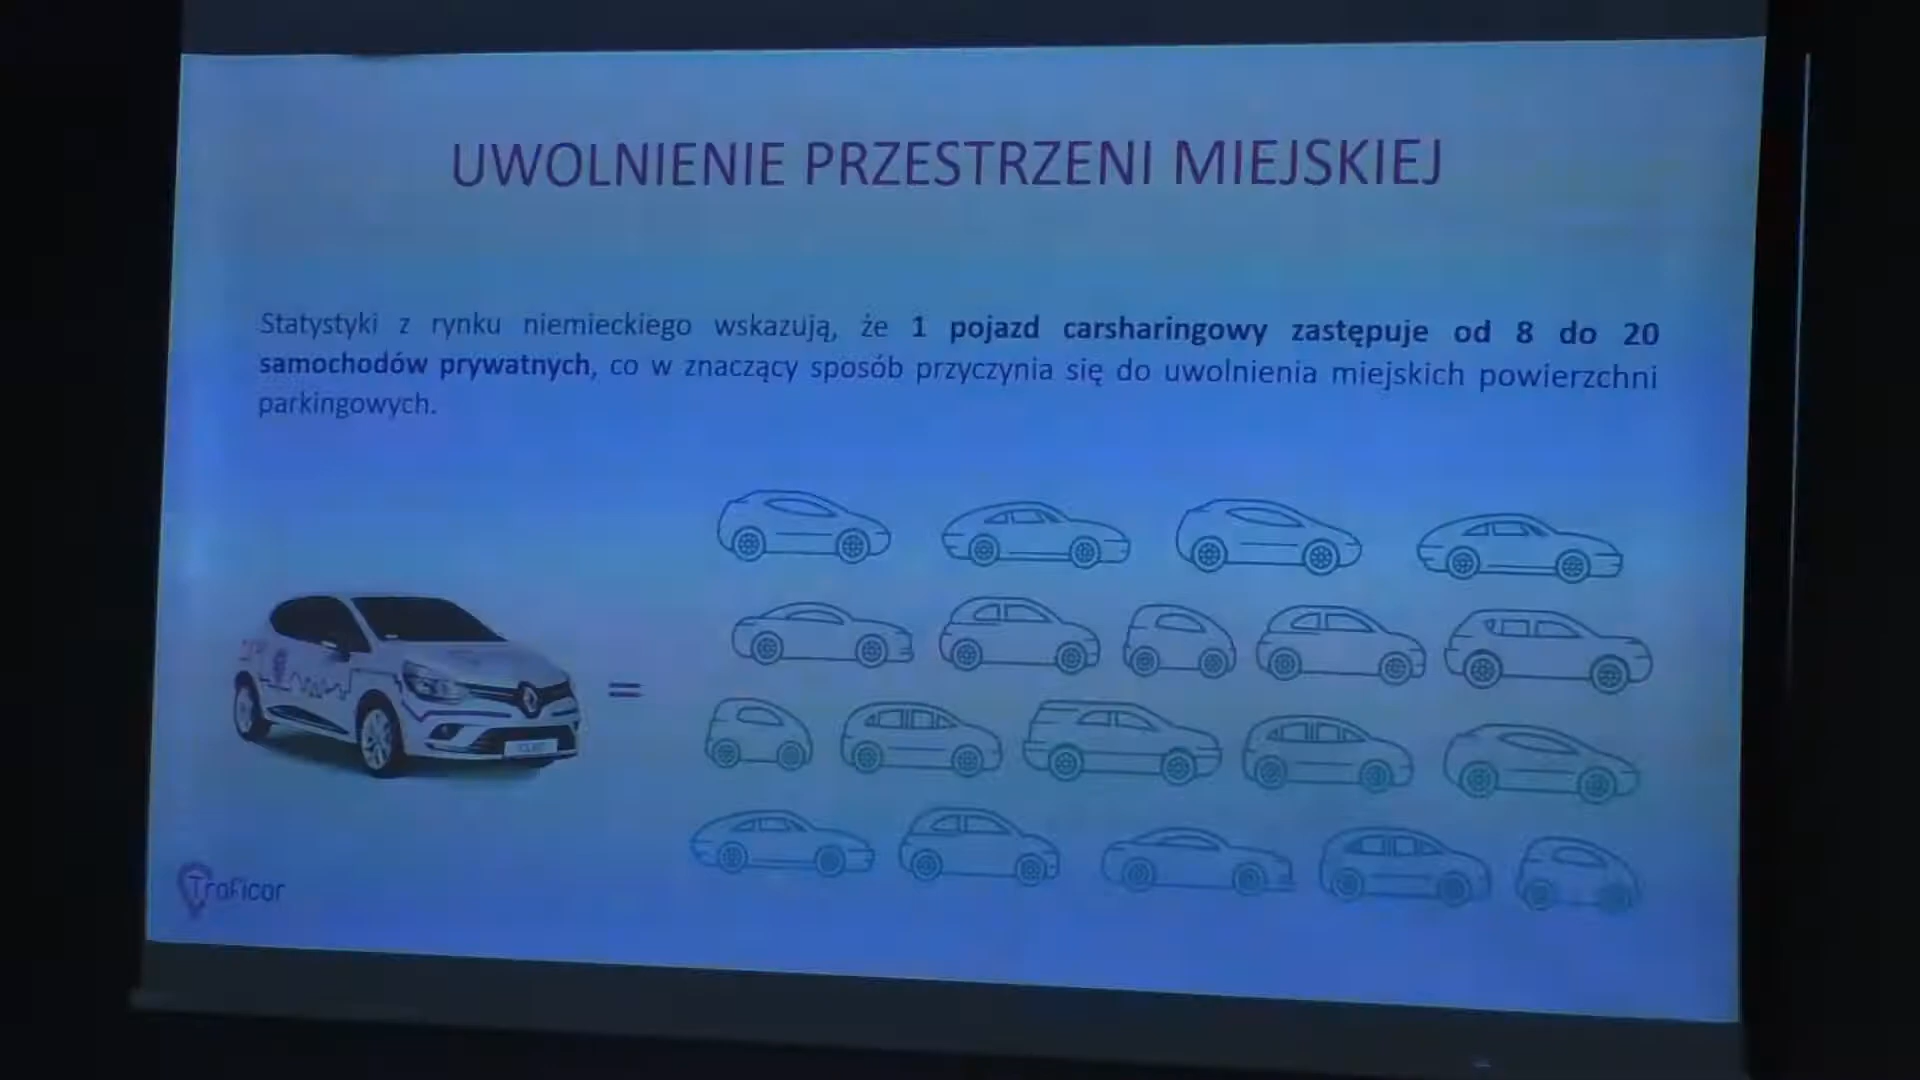 UWOLNIENIE PRZESTRZENI MIEJSKIEJ
Statystyki z rynku niemieckiego wskazują, że 1 pojazd carsharingowy zastępuje od 8 do 20
samochodów prywatnych, co w znaczący sposób przyczynia się do uwolnienia miejskich powierzchni
parkingowych.
=
Traficar